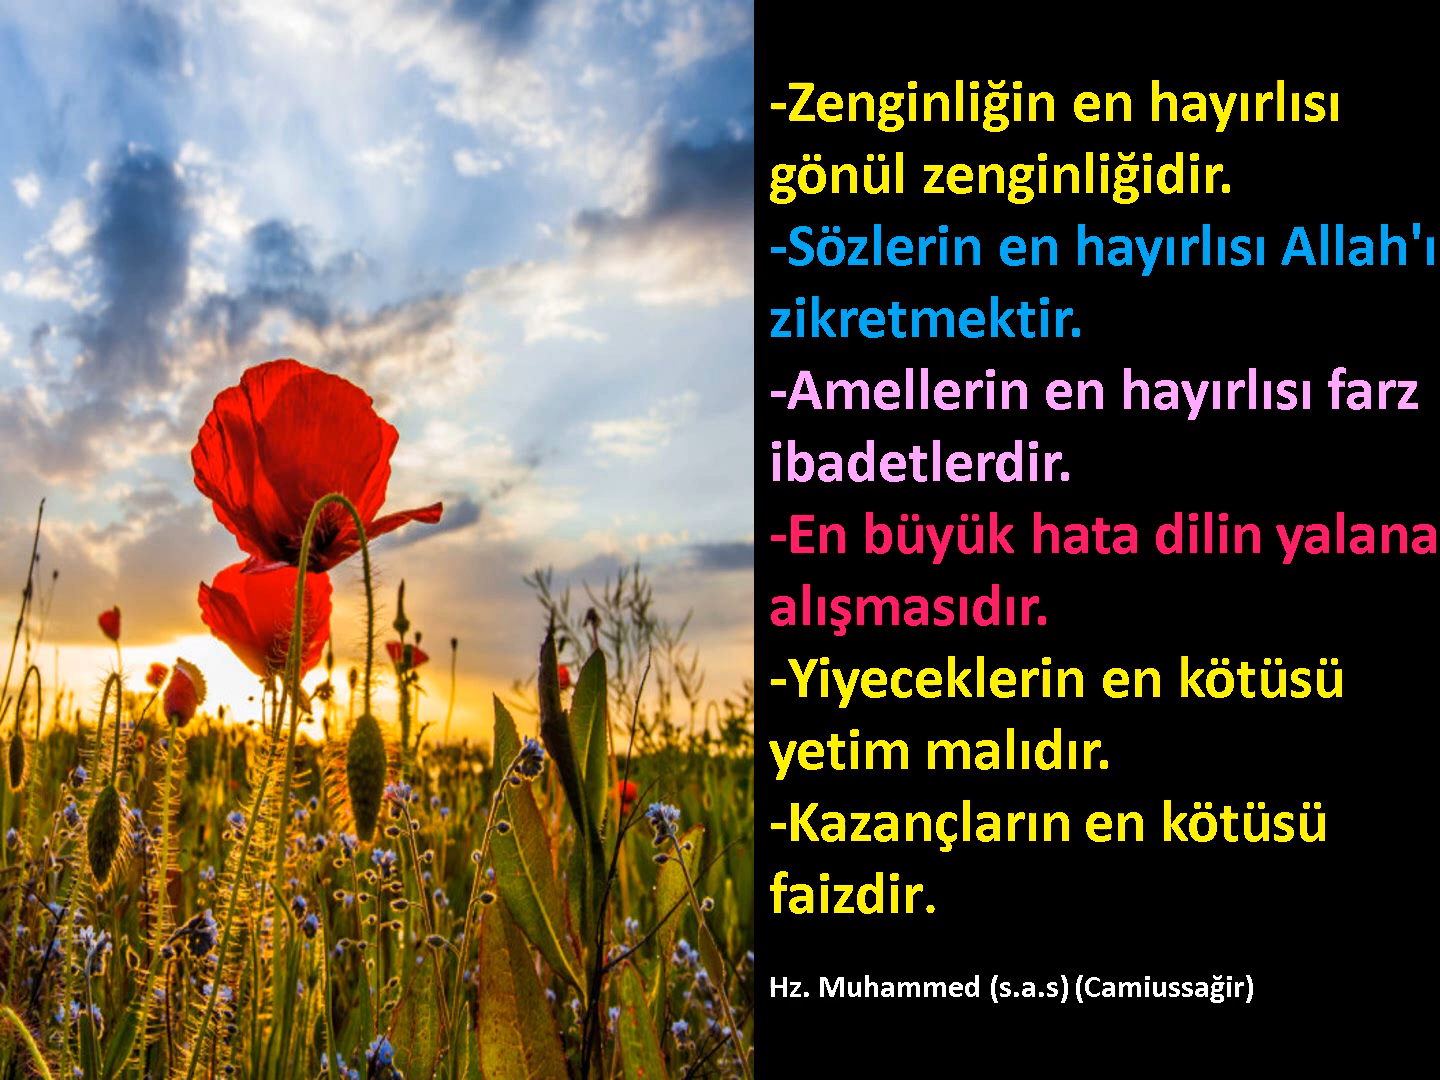 -Zenginliğin en hayırlısı
gönül zenginliğidir.
-Sözlerin en hayırlısı Allah'ı
zikretmektir.
-Amellerin en hayırlısı farz
ibadetlerdir.
-En büyük hata dilin yalana
alışmasıdır.
-Yiyeceklerin en kötüsü
yetim malıdır.
-Kazançların en kötüsü
faizdir.
Hz. Muhammed (s.a.s) (Camiussağir)